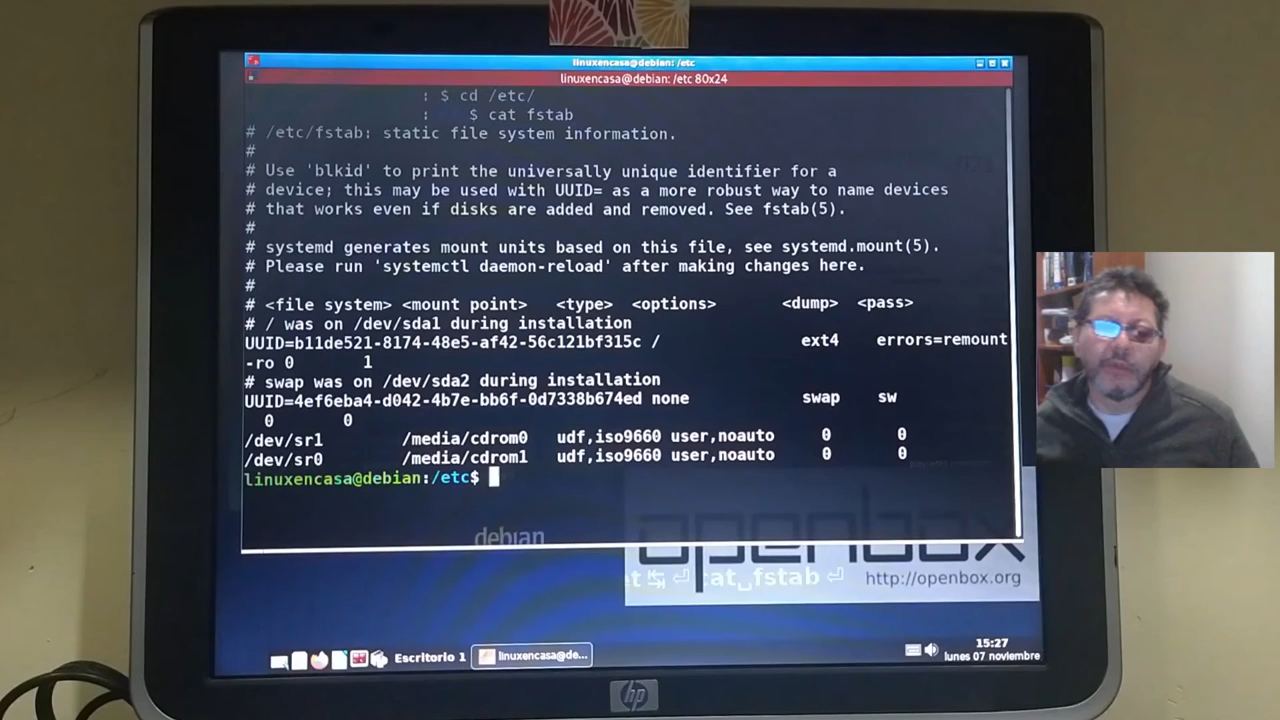 linuxencasa@debian: /etc
linuxencasa@debian: /etc 80x24
: $ cd /etc/
: $ cat fstab
# /etc/fstab: static file system information.
#
# Use 'blkid' to print the universally unique identifier for a
# device; this may be used with UUID= as a more robust way to name devices
# that works even if disks are added and removed. See fstab(5).
#
# systemd generates mount units based on this file, see systemd.mount(5).
# Please run 'systemctl daemon-reload' after making changes here.
#
# <file system> <mount point> <type> <options> <dump> <pass>
# / was on /dev/sda1 during installation
UUID=b11de521-8174-48e5-af42-56c121bf315c / ext4 errors=remount
-ro 0 1
# swap was on /dev/sda2 during installation
UUID=4ef6eba4-d042-4b7e-bb6f-0d7338b674ed none swap sw
0 0
/dev/sr1 /media/cdrom0 udf,iso9660 user,noauto 0 0
/dev/sr0 /media/cdrom1 udf,iso9660 user,noauto 0 0
linuxencasa@debian:/etc$
debian
openbox
cat␣fstab ⏎
http://openbox.org
Escritorio 1
linuxencasa@de...
15:27
lunes 07 noviembre
hp